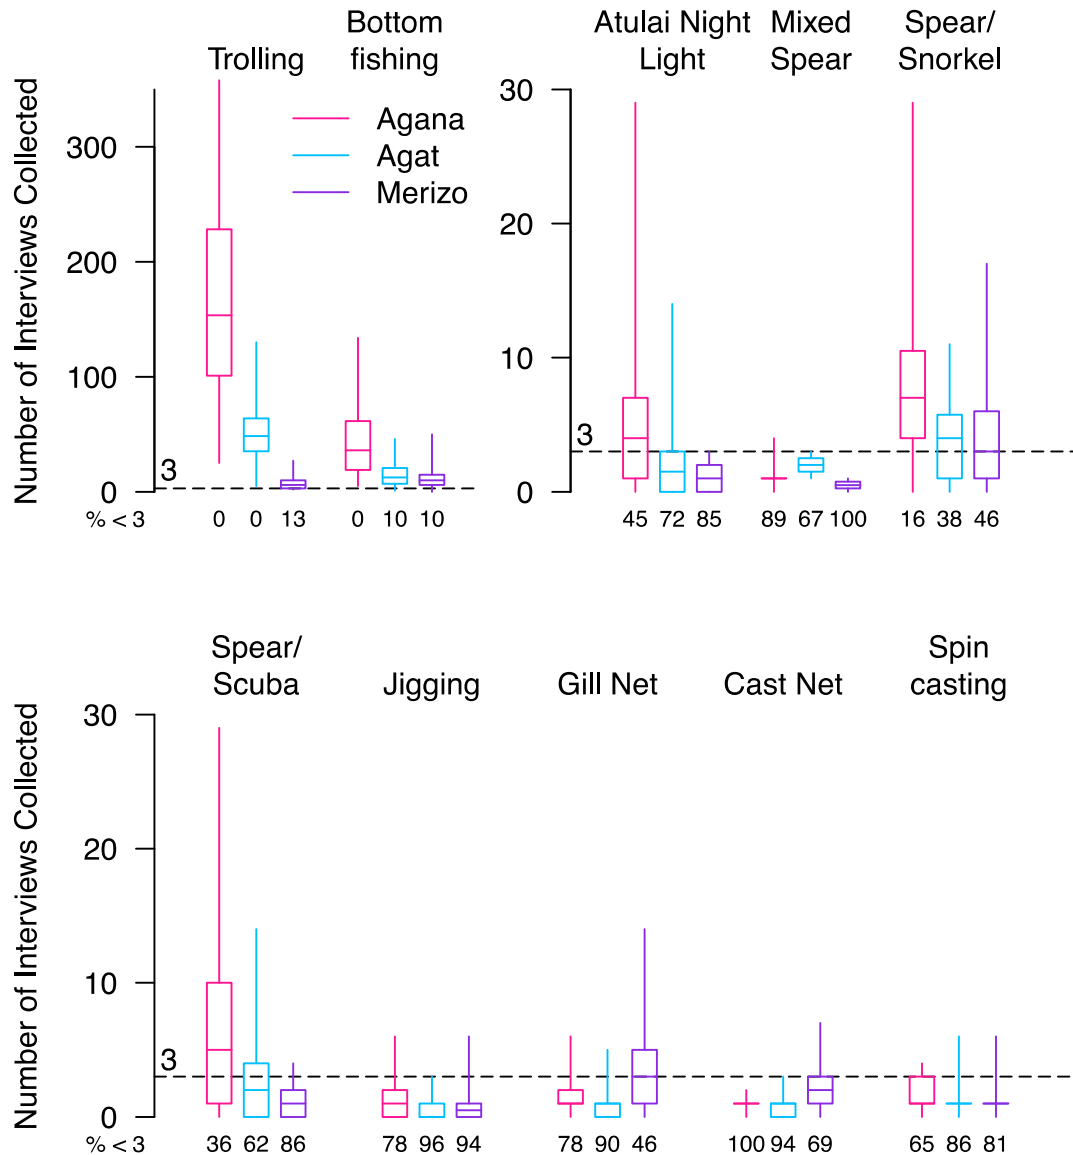 Bottom
Trolling fishing
Agana
Agat
Merizo
Number of Interviews Collected
300
200
100
0
3
% < 3 0 0 13 0 10 10
Atulai Night Mixed Spear/
Light Spear Snorkel
30
20
10
0
3
45 72 85 89 67 100 16 38 46
Spear/ Spin
Scuba Jigging Gill Net Cast Net casting
Number of Interviews Collected
30
20
10
0
3
% < 3 36 62 86 78 96 94 78 90 46 100 94 69 65 86 81